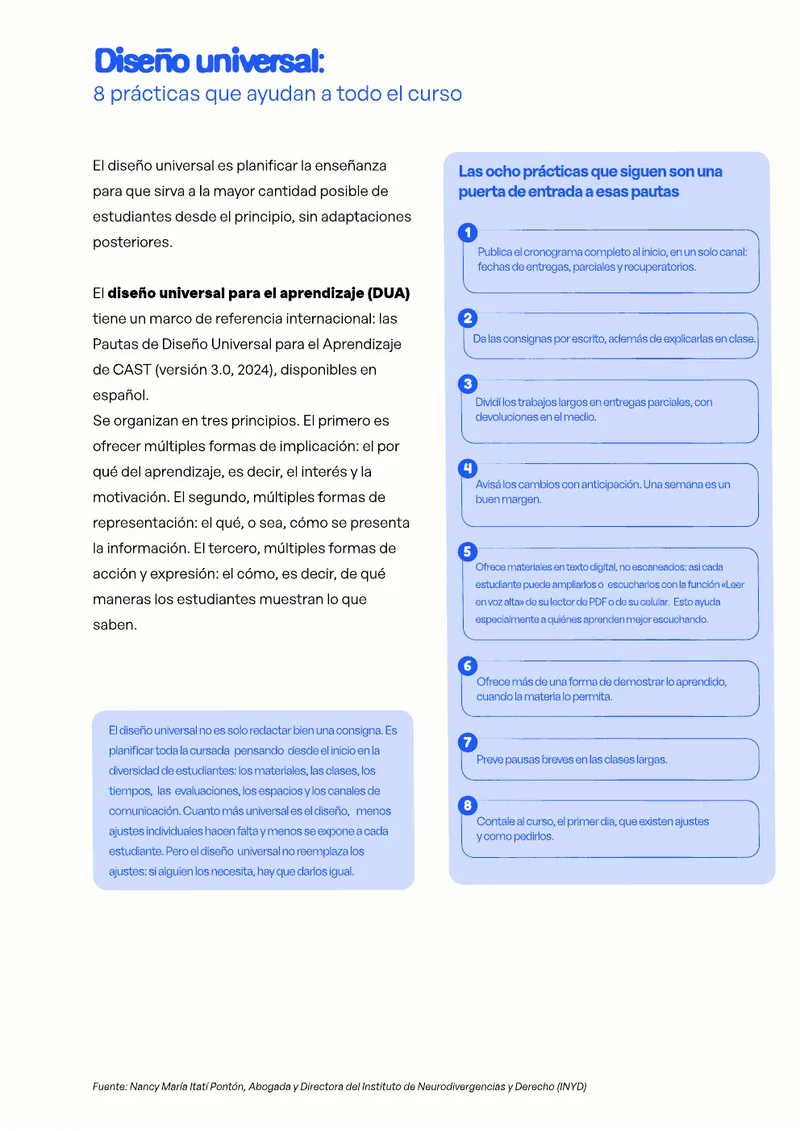 Diseño universal:
8 prácticas que ayudan a todo el curso
El diseño universal es planificar la enseñanza
para que sirva a la mayor cantidad posible de
estudiantes desde el principio, sin adaptaciones
posteriores.
El diseño universal para el aprendizaje (DUA)
tiene un marco de referencia internacional: las
Pautas de Diseño Universal para el Aprendizaje
de CAST (versión 3.0, 2024), disponibles en
español.
Se organizan en tres principios. El primero es
ofrecer múltiples formas de implicación: el por
qué del aprendizaje, es decir, el interés y la
motivación. El segundo, múltiples formas de
representación: el qué, o sea, cómo se presenta
la información. El tercero, múltiples formas de
acción y expresión: el cómo, es decir, de qué
maneras los estudiantes muestran lo que
saben.
El diseño universal no es solo redactar bien una consigna. Es
planificar toda la cursada pensando desde el inicio en la
diversidad de estudiantes: los materiales, las clases, los
tiempos, las evaluaciones, los espacios y los canales de
comunicación. Cuanto más universal es el diseño, menos
ajustes individuales hacen falta y menos se expone a cada
estudiante. Pero el diseño universal no reemplaza los
ajustes: si alguien los necesita, hay que darlos igual.
Las ocho prácticas que siguen son una
puerta de entrada a esas pautas
1
Publica el cronograma completo al inicio, en un solo canal:
fechas de entregas, parciales y recuperatorios.
2
Da las consignas por escrito, además de explicarlas en clase.
3
Dividí los trabajos largos en entregas parciales, con
devoluciones en el medio.
4
Avisá los cambios con anticipación. Una semana es un
buen margen.
5
Ofrece materiales en texto digital, no escaneados: asi cada
estudiante puede ampliarlos o escucharlos con la función «Leer
en voz alta» de su lector de PDF o de su celular. Esto ayuda
especialmente a quiénes aprenden mejor escuchando.
6
Ofrece más de una forma de demostrar lo aprendido,
cuando la materia lo permita.
7
Preve pausas breves en las clases largas.
8
Contale al curso, el primer dia, que existen ajustes
y como pedirlos.
Fuente: Nancy María Itatí Pontón, Abogada y Directora del Instituto de Neurodivergencias y Derecho (INYD)